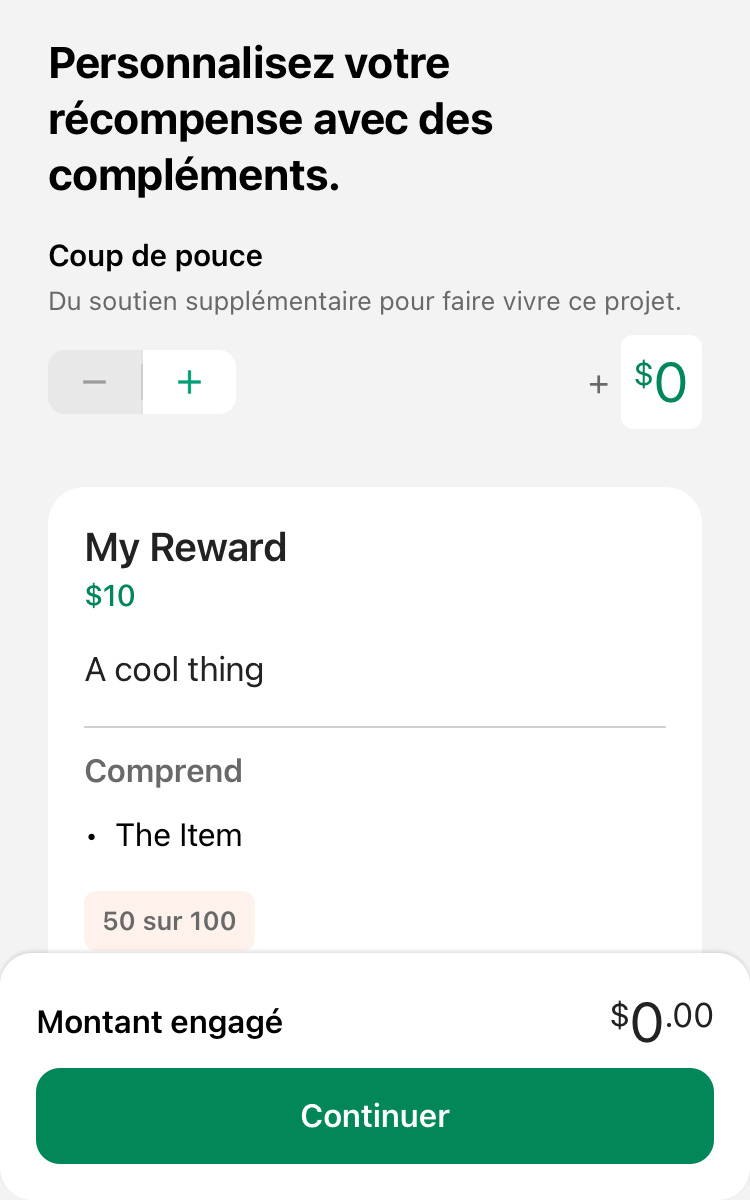 Personnalisez votre
récompense avec des
compléments.
Coup de pouce
Du soutien supplémentaire pour faire vivre ce projet.
− + + $0
My Reward
$10
A cool thing
Comprend
• The Item
50 sur 100
Montant engagé $0.00
Continuer